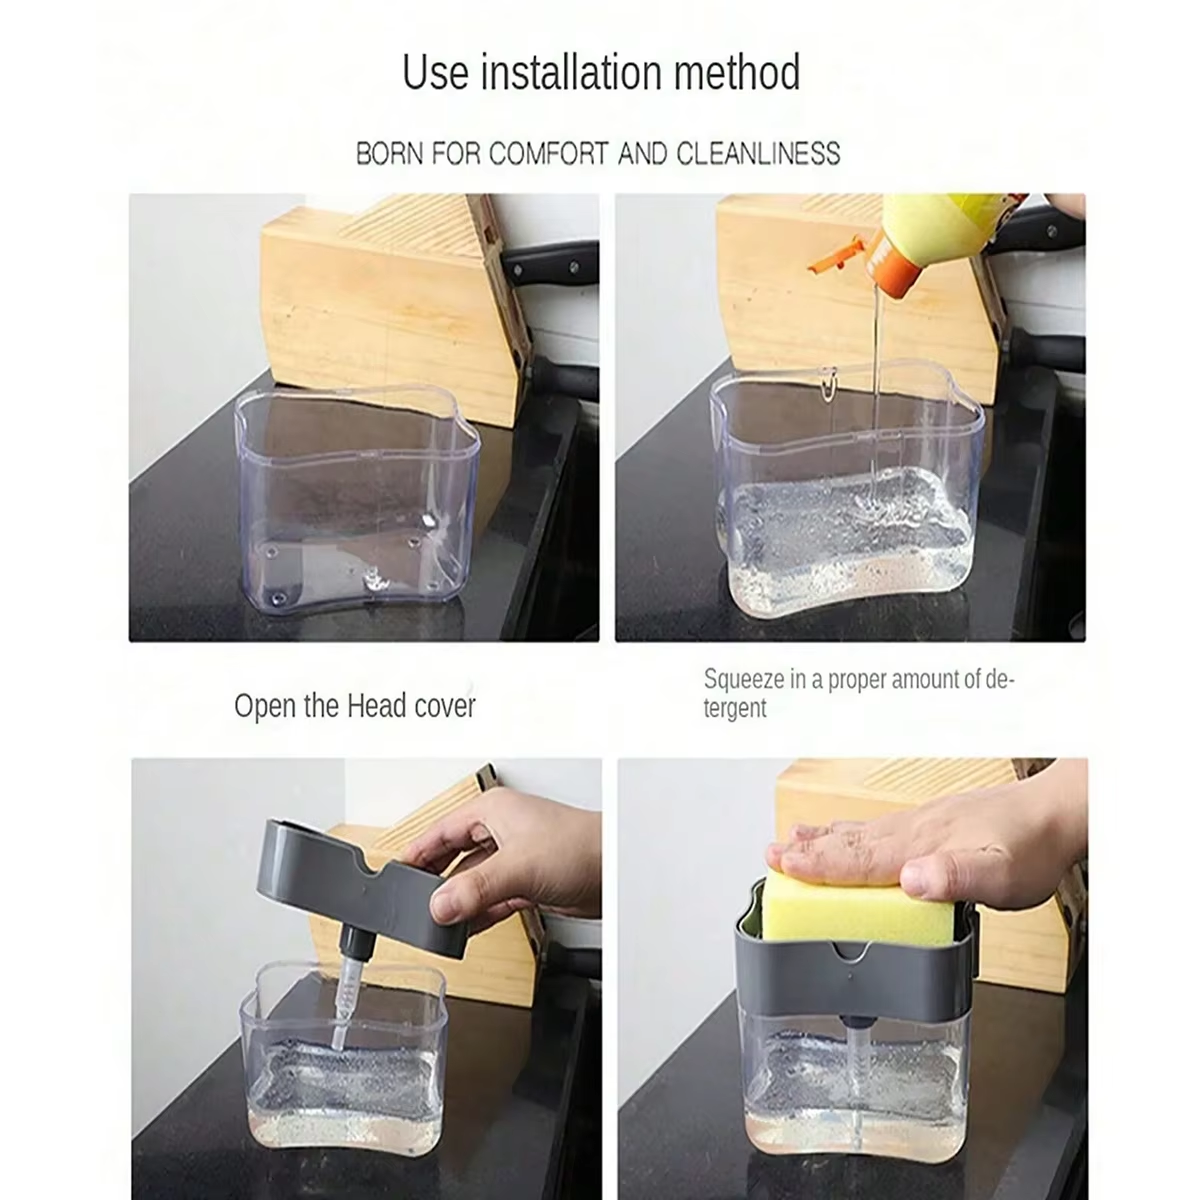 Use installation method
BORN FOR COMFORT AND CLEANLINESS
Open the Head cover
Squeeze in a proper amount of de-
tergent